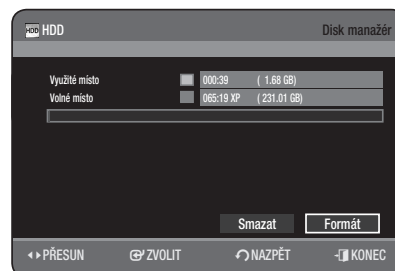 HDD HDD Disk manažér
Využité místo 000:39 ( 1.68 GB)
Volné místo 065:19 XP ( 231.01 GB)
Smazat Formát
PŘESUN ZVOLIT NAZPĚT KONEC